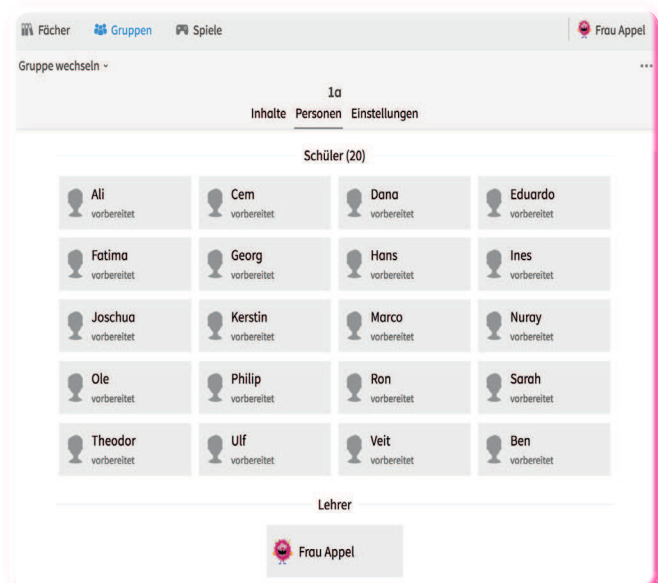 Fächer Gruppen Spiele Frau Appel
Gruppe wechseln
1a
Inhalte Personen Einstellungen
Schüler (20)
Ali Cem Dana Eduardo
vorbereitet vorbereitet vorbereitet vorbereitet
Fatima Georg Hans Ines
vorbereitet vorbereitet vorbereitet vorbereitet
Joschua Kerstin Marco Nuray
vorbereitet vorbereitet vorbereitet vorbereitet
Ole Philip Ron Sarah
vorbereitet vorbereitet vorbereitet vorbereitet
Theodor Ulf Veit Ben
vorbereitet vorbereitet vorbereitet vorbereitet
Lehrer
Frau Appel